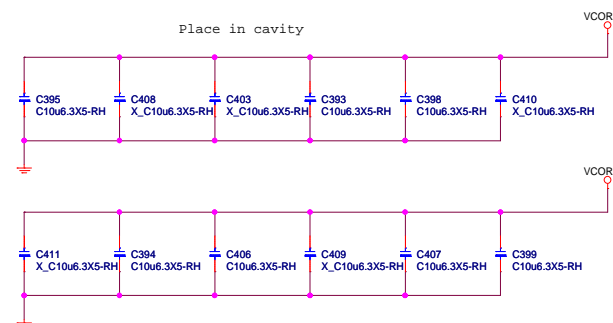 Place in cavity
VCOR
C395 C408 C403 C393 C398 C410
C10u6.3X5-RH X_C10u6.3X5-RH X_C10u6.3X5-RH C10u6.3X5-RH C10u6.3X5-RH X_C10u6.3X5-RH
VCOR
C411 C394 C406 C409 C407 C399
X_C10u6.3X5-RH C10u6.3X5-RH C10u6.3X5-RH X_C10u6.3X5-RH C10u6.3X5-RH C10u6.3X5-RH